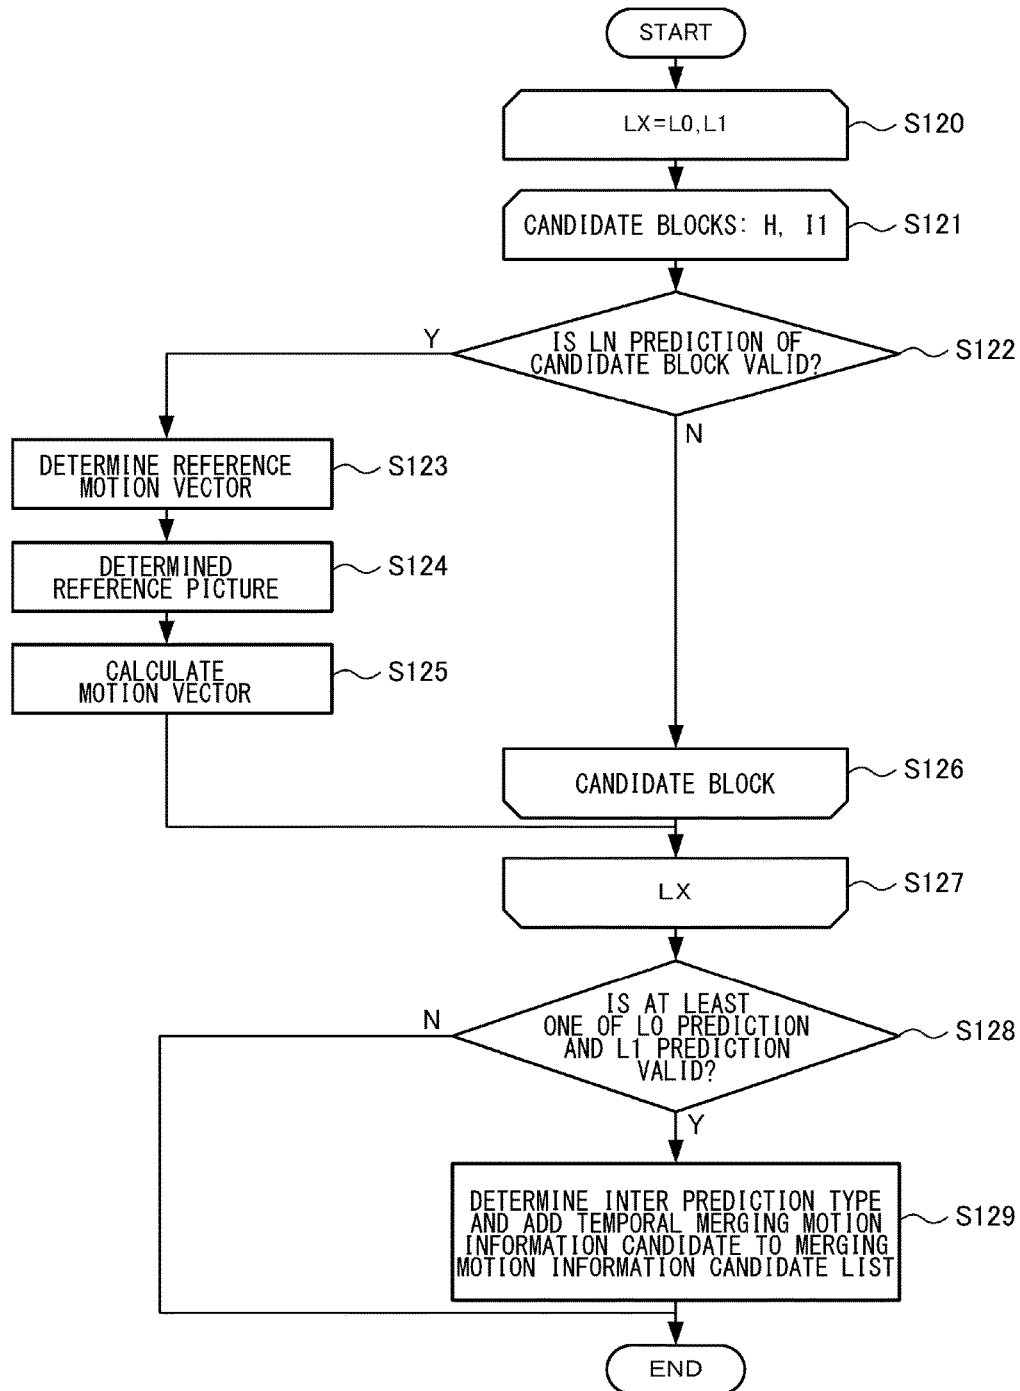 START
LX=L0,L1
S120
CANDIDATE BLOCKS: H, I1
S121
Y
IS LN PREDICTION OF
CANDIDATE BLOCK VALID?
S122
N
DETERMINE REFERENCE
MOTION VECTOR
S123
DETERMINED
REFERENCE PICTURE
S124
CALCULATE
MOTION VECTOR
S125
CANDIDATE BLOCK
S126
LX
S127
N
IS AT LEAST
ONE OF L0 PREDICTION
AND L1 PREDICTION
VALID?
S128
Y
DETERMINE INTER PREDICTION TYPE
AND ADD TEMPORAL MERGING MOTION
INFORMATION CANDIDATE TO MERGING
MOTION INFORMATION CANDIDATE LIST
S129
END